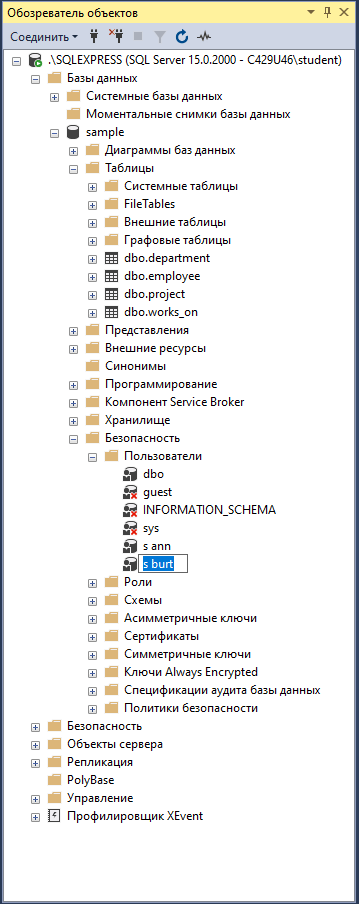 Обозреватель объектов
Соединить
.\SQLEXPRESS (SQL Server 15.0.2000 - C429U46\student)
Базы данных
Системные базы данных
Моментальные снимки базы данных
sample
Диаграммы баз данных
Таблицы
Системные таблицы
FileTables
Внешние таблицы
Графовые таблицы
dbo.department
dbo.employee
dbo.project
dbo.works_on
Представления
Внешние ресурсы
Синонимы
Программирование
Компонент Service Broker
Хранилище
Безопасность
Пользователи
dbo
guest
INFORMATION_SCHEMA
sys
s ann
s burt
Роли
Схемы
Асимметричные ключи
Сертификаты
Симметричные ключи
Ключи Always Encrypted
Спецификации аудита базы данных
Политики безопасности
Безопасность
Объекты сервера
Репликация
PolyBase
Управление
Профилировщик XEvent